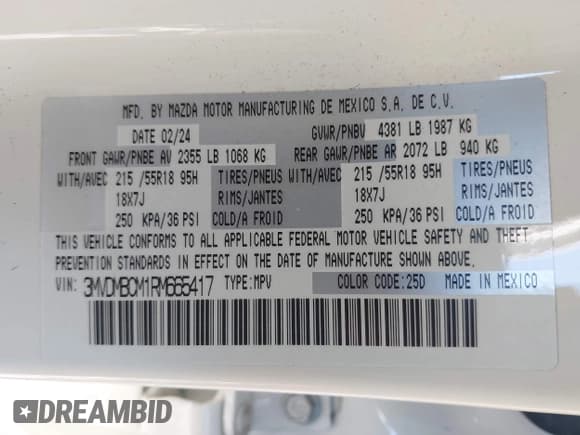 MFD. BY MAZDA MOTOR MANUFACTURING DE MEXICO S.A. DE C.V.
DATE 02/24 GVWR/PNBV 4381 LB 1987 KG
FRONT GAWR/PNBE AV 2355 LB 1068 KG REAR GAWR/PNBE AR 2072 LB 940 KG
WITH/AVEC 215 /55R18 95H TIRES/PNEUS WITH/AVEC 215 /55R18 95H TIRES/PNEUS
18X7J RIMS/JANTES 18X7J RIMS/JANTES
250 KPA/36 PSI COLD/A FROID 250 KPA/36 PSI COLD/A FROID
THIS VEHICLE CONFORMS TO ALL APPLICABLE FEDERAL MOTOR VEHICLE SAFETY AND THEFT
PREVENTION STANDARDS IN EFFECT ON THE DATE OF MANUFACTURE SHOWN ABOVE.
VIN: 3MVDMBCM1RM665417 TYPE:MPV COLOR CODE:25D MADE IN MEXICO
DREAMBID